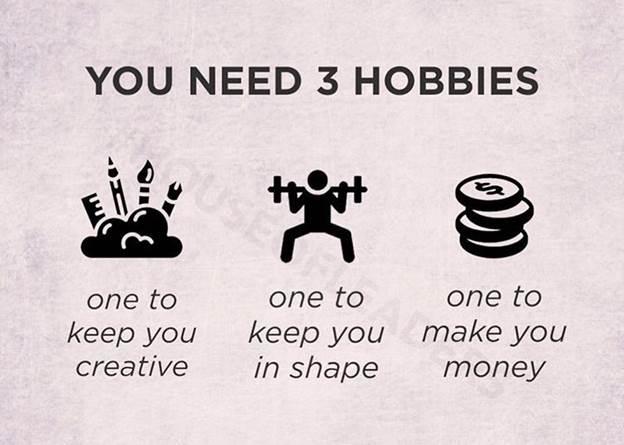 YOU NEED 3 HOBBIES
one to
keep you
creative
one to
keep you
in shape
one to
make you
money
$